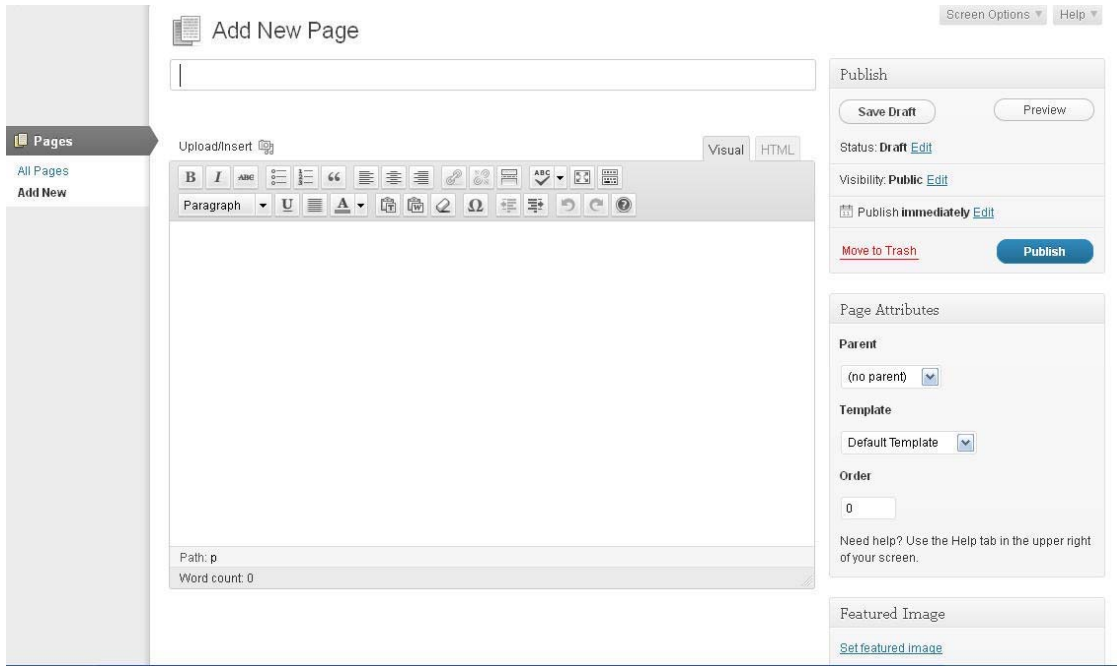 Screen Options Help
Add New Page
Pages
All Pages
Add New
Upload/Insert
Visual HTML
B I ABC ABC
Paragraph U A T W Ω
Path: p
Word count: 0
Publish
Save Draft Preview
Status: Draft Edit
Visibility: Public Edit
Publish immediately Edit
Move to Trash Publish
Page Attributes
Parent
(no parent)
Template
Default Template
Order
0
Need help? Use the Help tab in the upper right
of your screen.
Featured Image
Set featured image